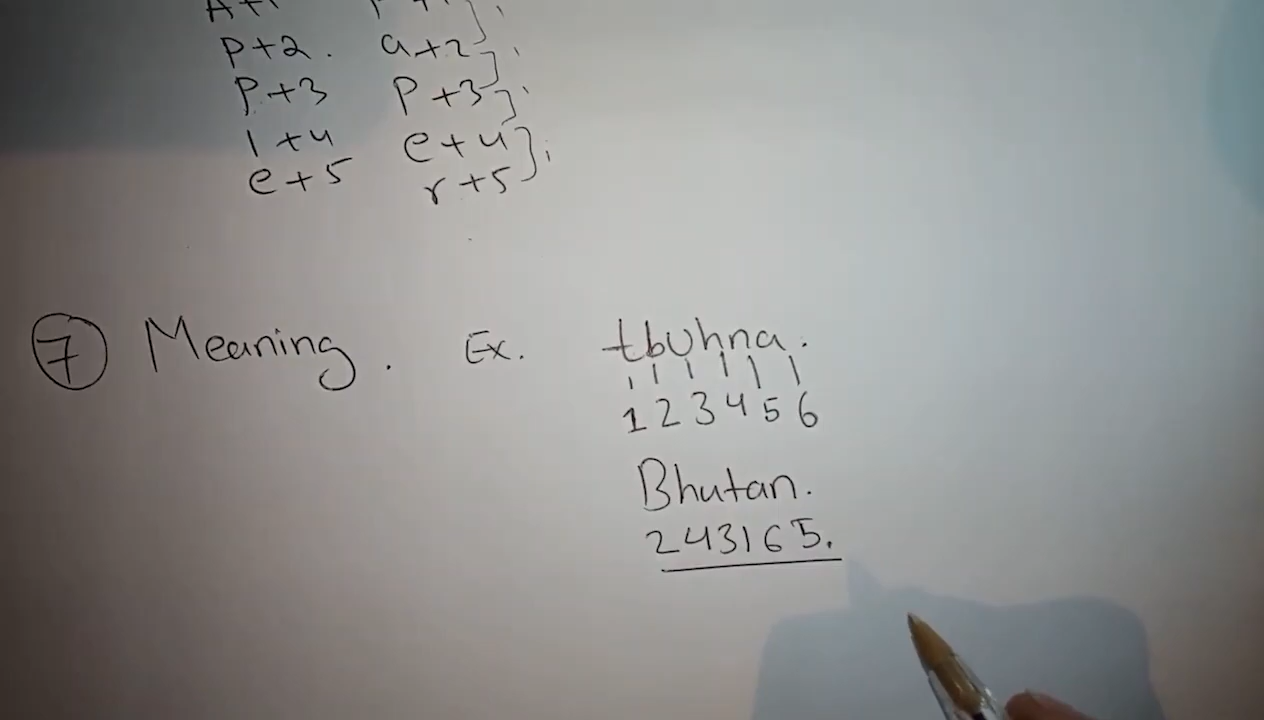 P+2. a+2];
P+3 P+3];
l+4 e+4];
e+5 r+5
⑦ Meaning. Ex. tbuhna.
1 2 3 4 5 6
Bhutan.
243165.